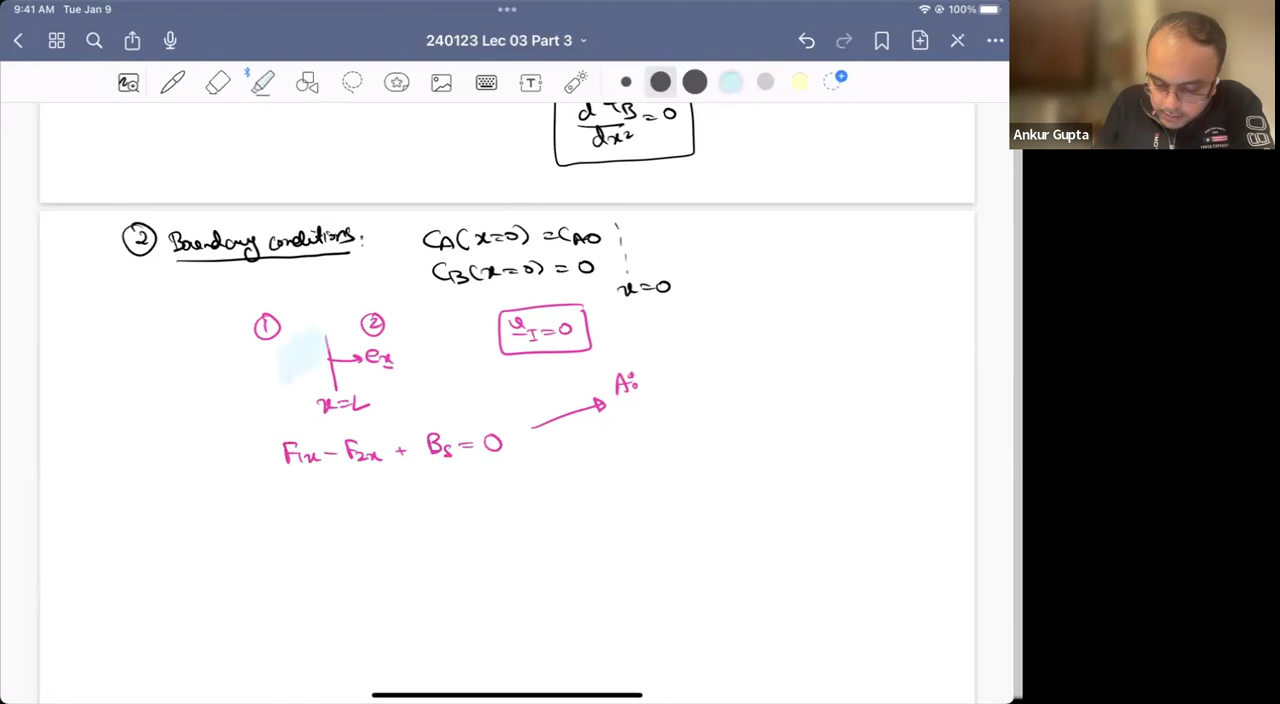 9:41 AM Tue Jan 9
100%
240123 Lec 03 Part 3
Ankur Gupta
d²CB/dx² = 0
② Boundary conditions:
CA(x=0) = CA0
CB(x=0) = 0
x=0
① ②
vI=0
ex
x=L
A:
F1x - F2x + Bs = 0